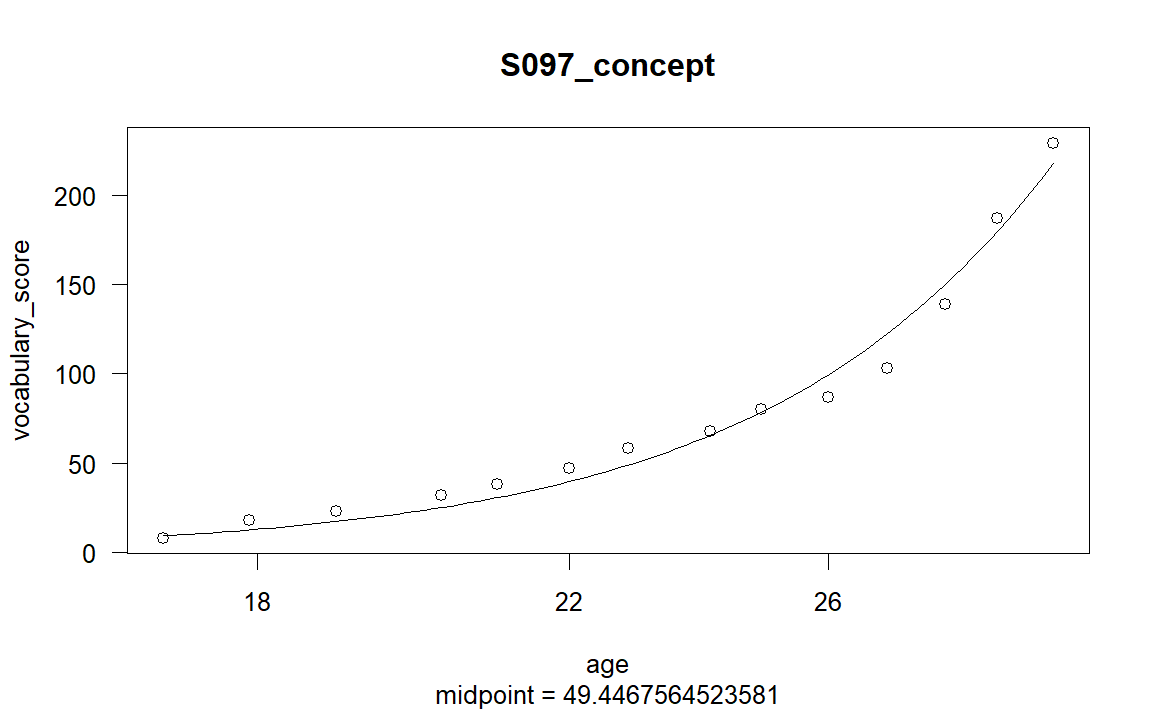 S097_concept
vocabulary_score
200
150
100
50
0
18 22 26
age
midpoint = 49.4467564523581